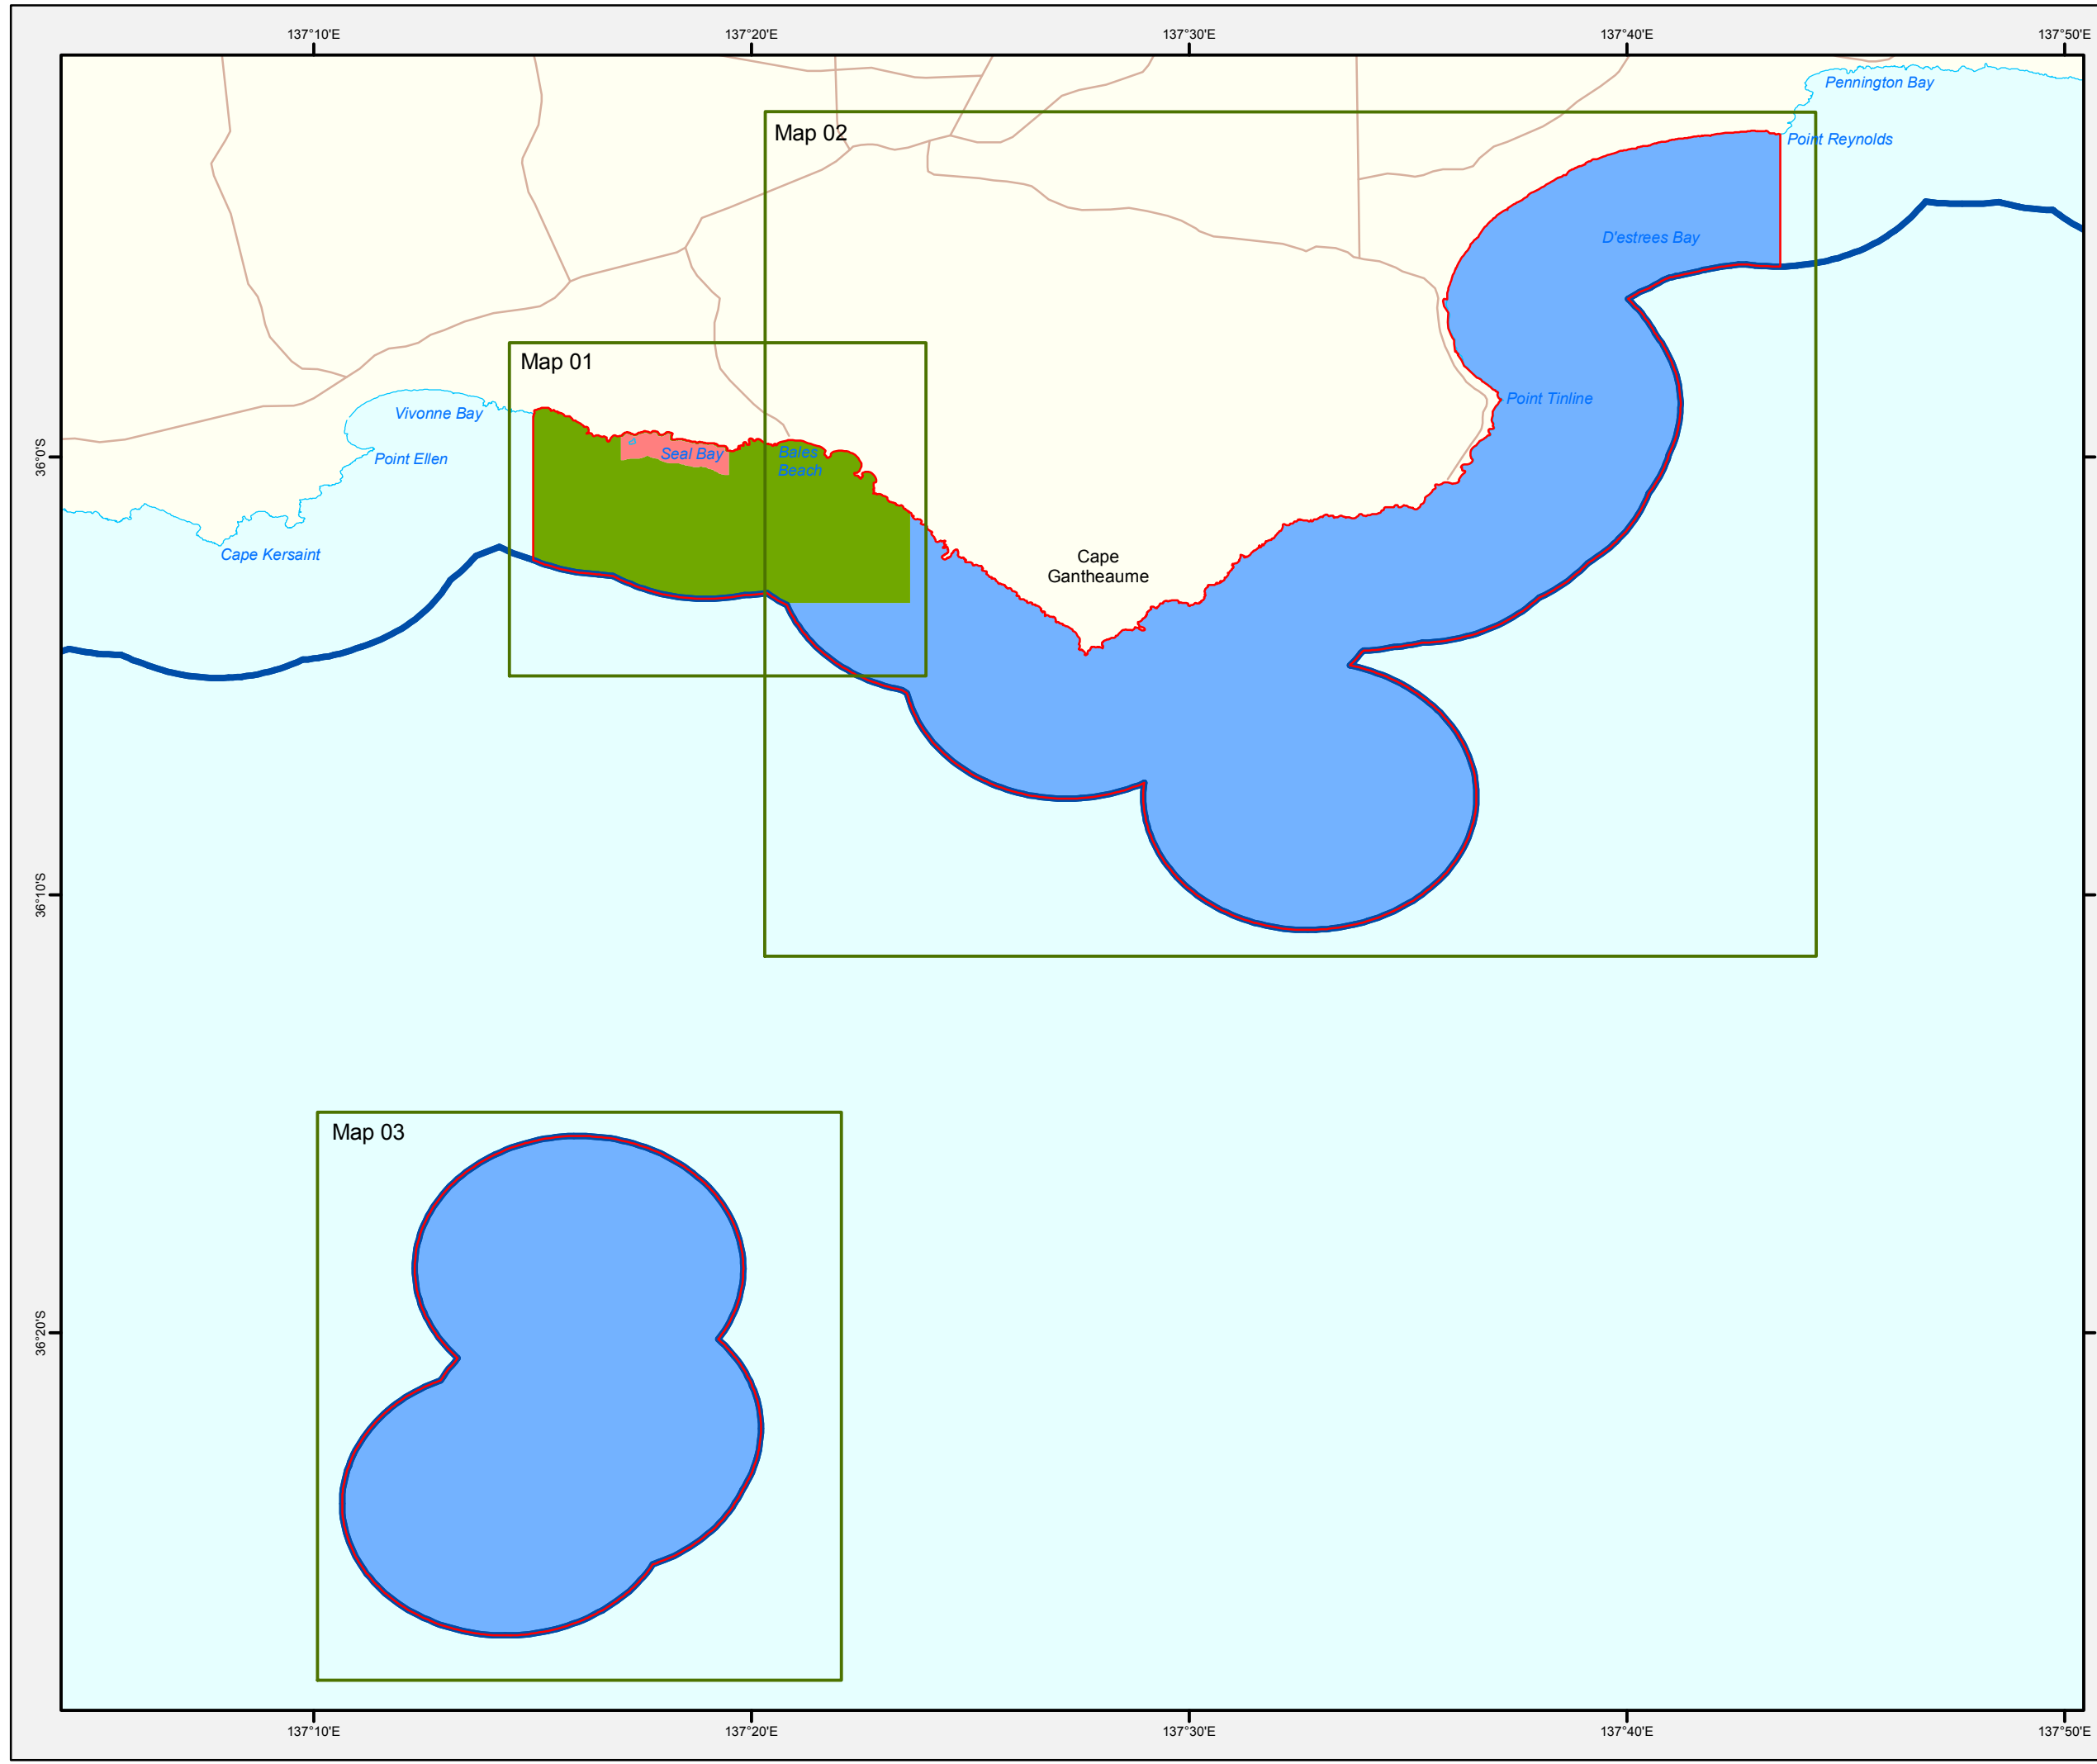 137°10'E
137°20'E
137°30'E
137°40'E
137°50'E
Pennington Bay
Map 02
Point Reynolds
D'estrees Bay
Map 01
Point Tinline
Vivonne Bay
Seal Bay
Bales
Beach
Point Ellen
36°0'S
Cape Kersaint
Cape
Gantheaume
36°10'S
Map 03
36°20'S
137°10'E
137°20'E
137°30'E
137°40'E
137°50'E